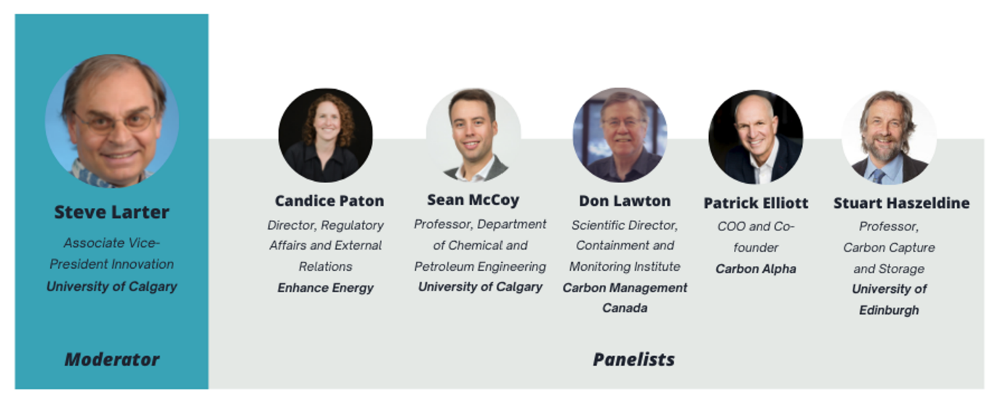 Steve Larter
Associate Vice-
President Innovation
University of Calgary
Moderator
Candice Paton
Director, Regulatory
Affairs and External
Relations
Enhance Energy
Sean McCoy
Professor, Department
of Chemical and
Petroleum Engineering
University of Calgary
Don Lawton
Scientific Director,
Containment and
Monitoring Institute
Carbon Management
Canada
Patrick Elliott
COO and Co-
founder
Carbon Alpha
Stuart Haszeldine
Professor,
Carbon Capture
and Storage
University of
Edinburgh
Panelists